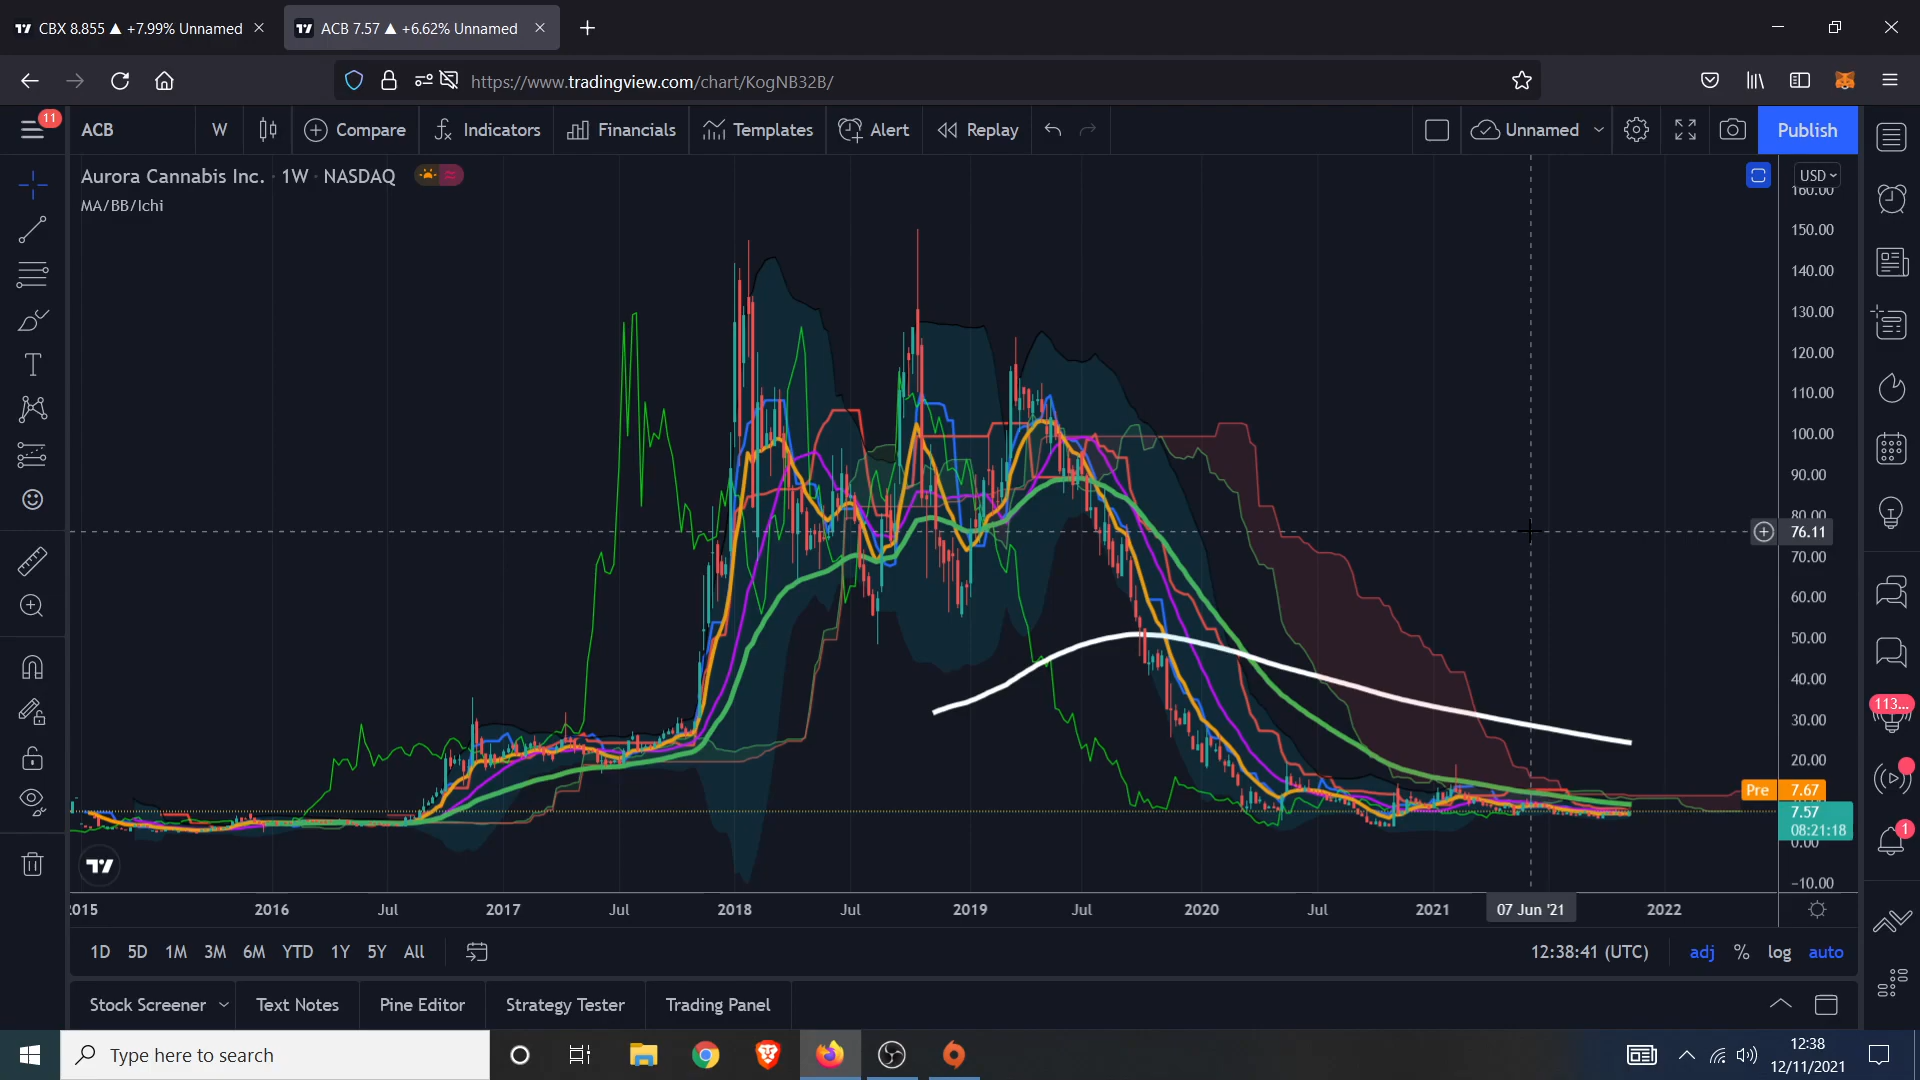 CBX 8.855 ▲ +7.99% Unnamed
ACB 7.57 ▲ +6.62% Unnamed
https://www.tradingview.com/chart/KogNB32B/
11
ACB
W
Compare
Indicators
Financials
Templates
Alert
Replay
Unnamed
Publish
Aurora Cannabis Inc. · 1W · NASDAQ
MA/BB/Ichi
USD
160.00
150.00
140.00
130.00
120.00
110.00
100.00
90.00
80.00
76.11
70.00
60.00
50.00
40.00
30.00
20.00
Pre 7.67
7.57
08:21:18
0.00
-10.00
113...
1
2015 2016 Jul 2017 Jul 2018 Jul 2019 Jul 2020 Jul 2021 07 Jun '21 2022
1D 5D 1M 3M 6M YTD 1Y 5Y All
12:38:41 (UTC)
adj % log auto
Stock Screener
Text Notes
Pine Editor
Strategy Tester
Trading Panel
Type here to search
12:38
12/11/2021